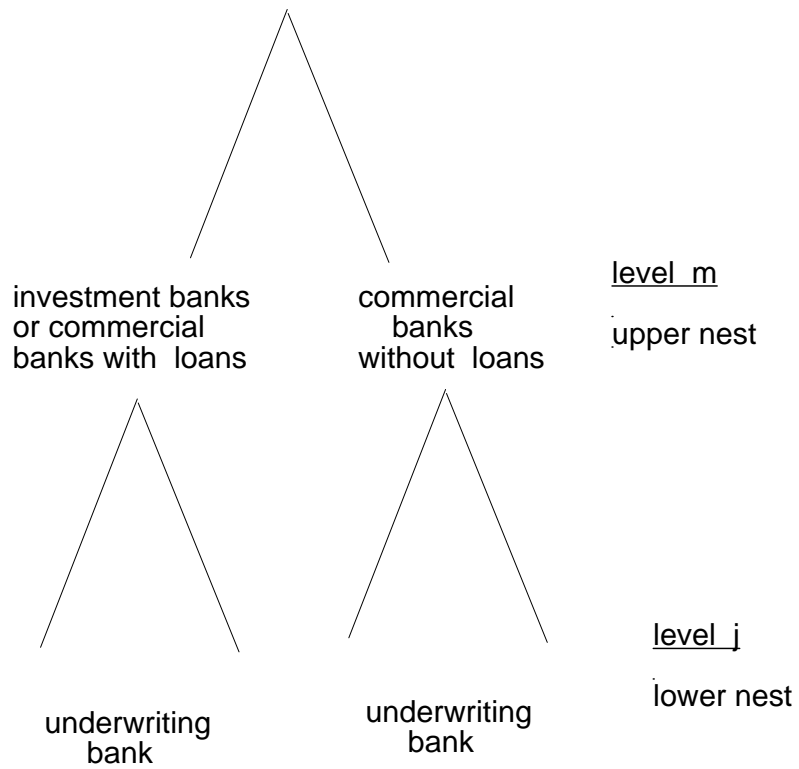 investment banks
or commercial
banks with loans
commercial
banks
without loans
level m
upper nest
underwriting
bank
underwriting
bank
level j
lower nest